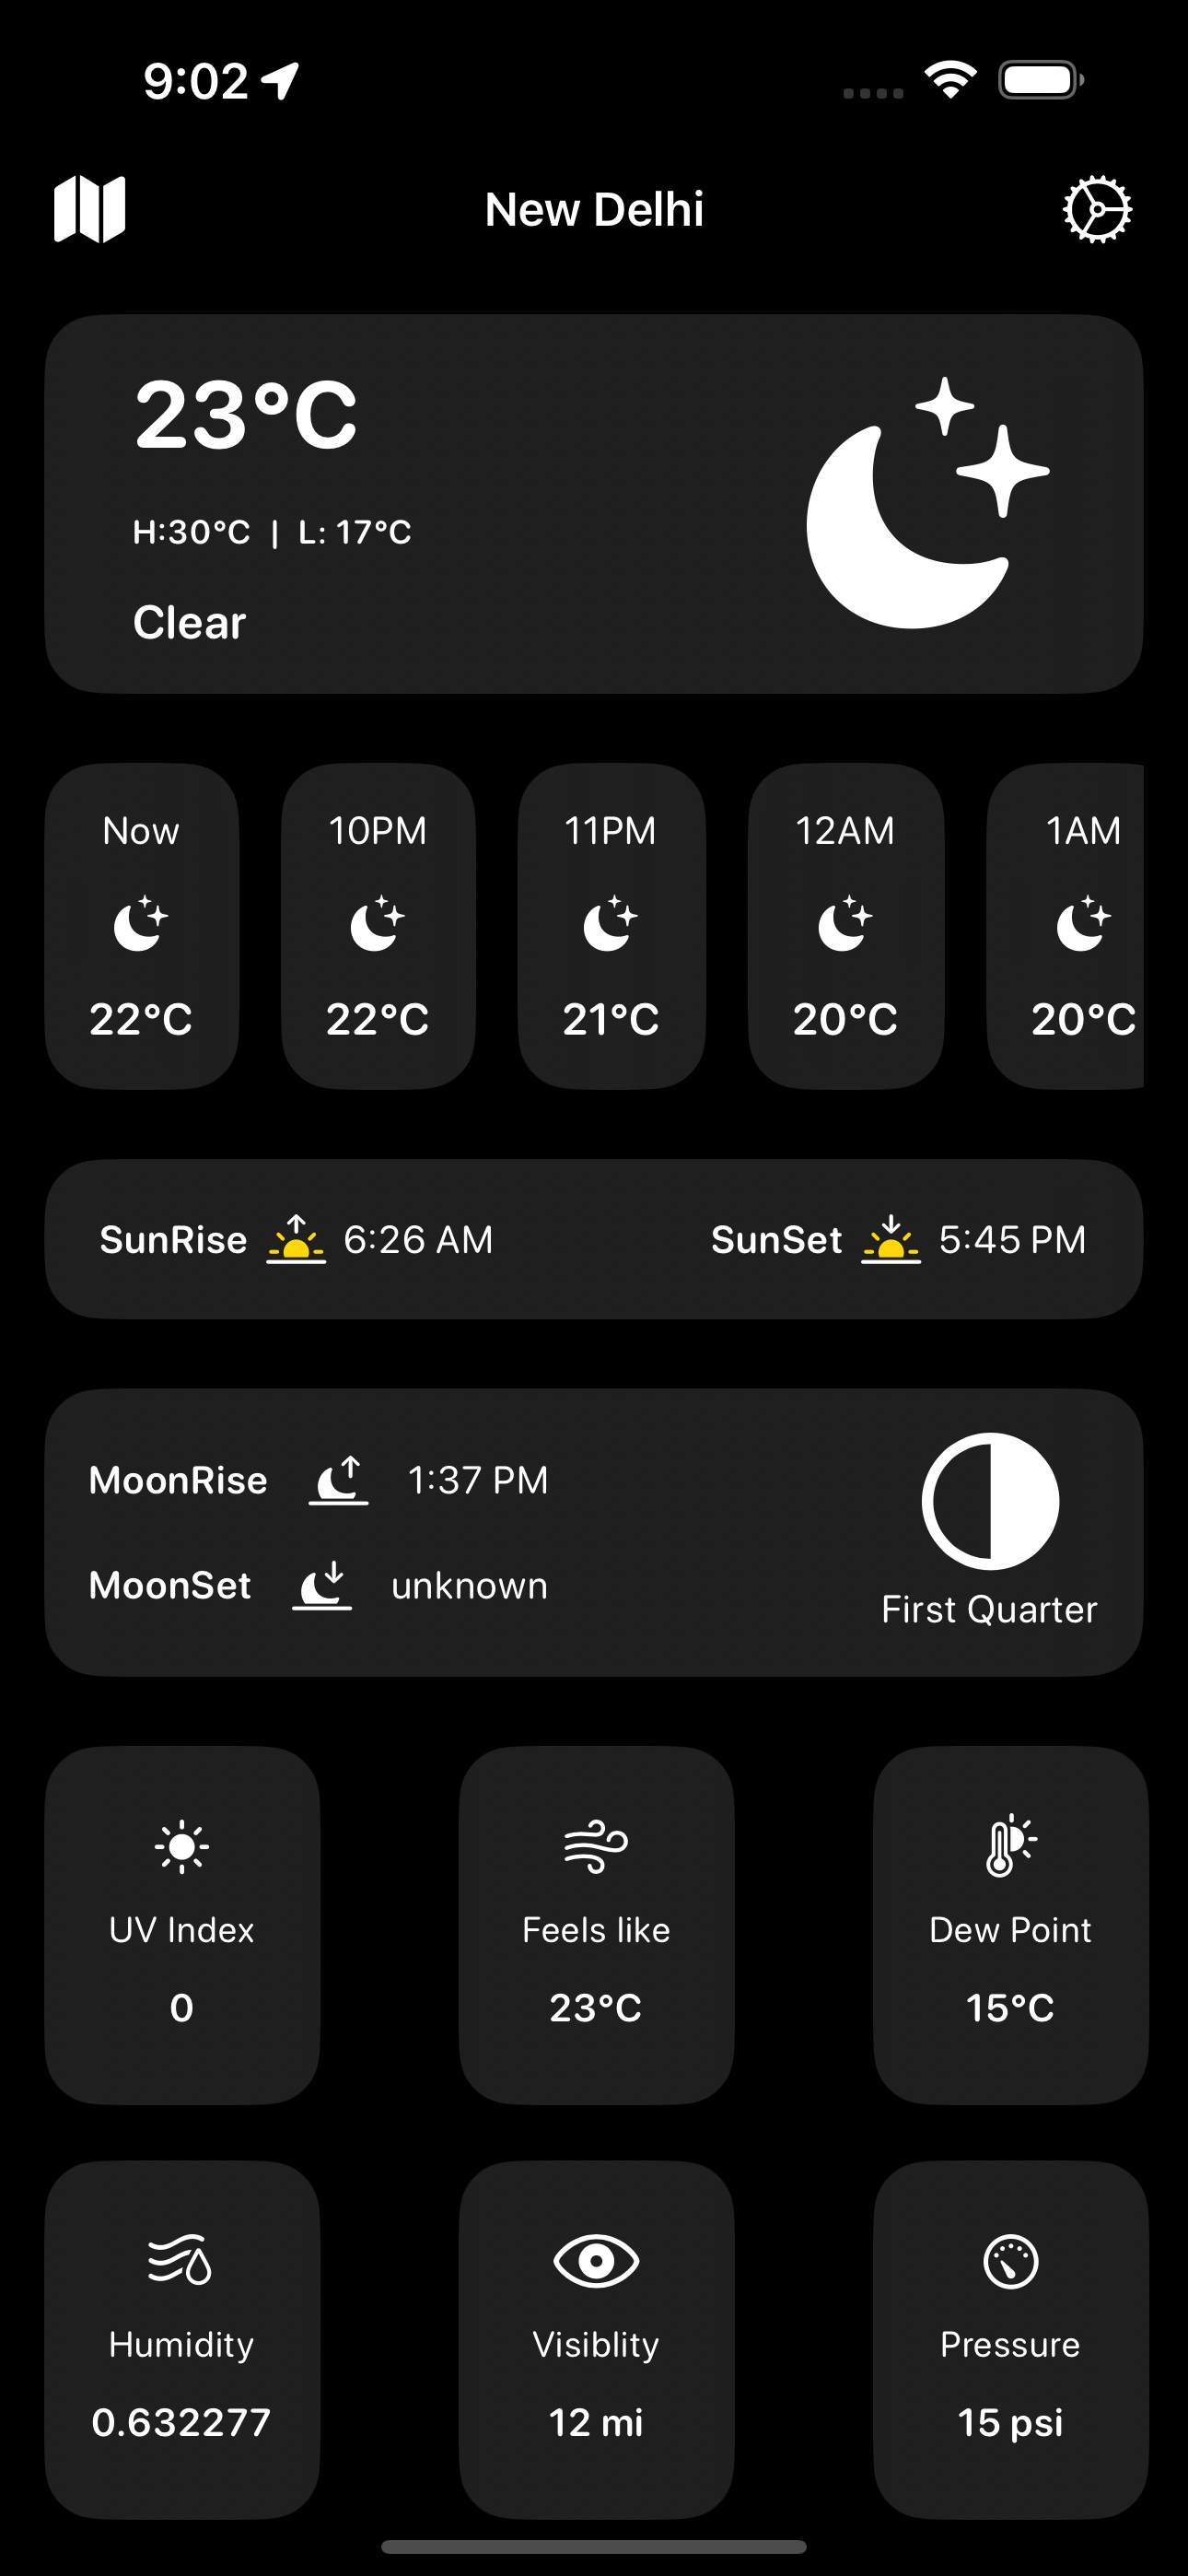 9:02
New Delhi
23°C
H:30°C | L: 17°C
Clear
Now 10PM 11PM 12AM 1AM
22°C 22°C 21°C 20°C 20°C
SunRise 6:26 AM SunSet 5:45 PM
MoonRise 1:37 PM
MoonSet unknown
First Quarter
UV Index Feels like Dew Point
0 23°C 15°C
Humidity Visiblity Pressure
0.632277 12 mi 15 psi